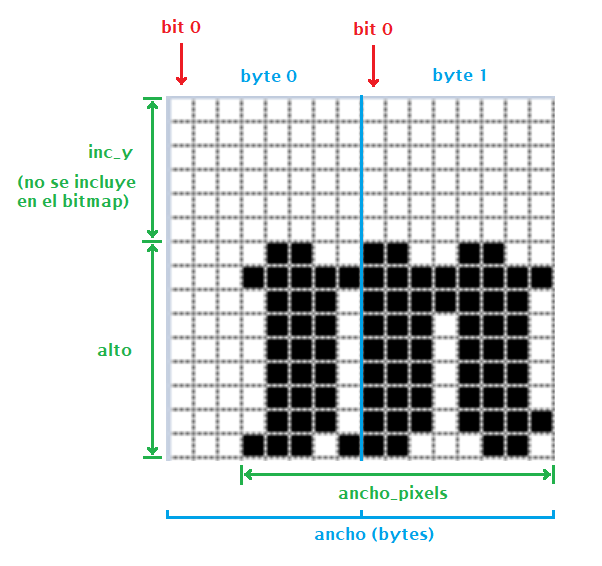 bit 0
bit 0
byte 0
byte 1
inc_y
(no se incluye
en el bitmap)
alto
ancho_pixels
ancho (bytes)